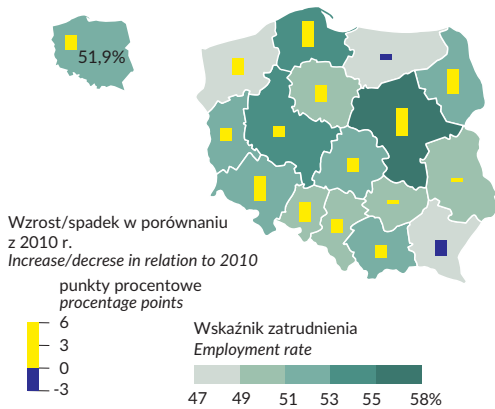 51,9%
Wzrost/spadek w porównaniu
z 2010 r.
Increase/decrese in relation to 2010
punkty procentowe
procentage points
6
3
0
-3
Wskaźnik zatrudnienia
Employment rate
47 49 51 53 55 58%